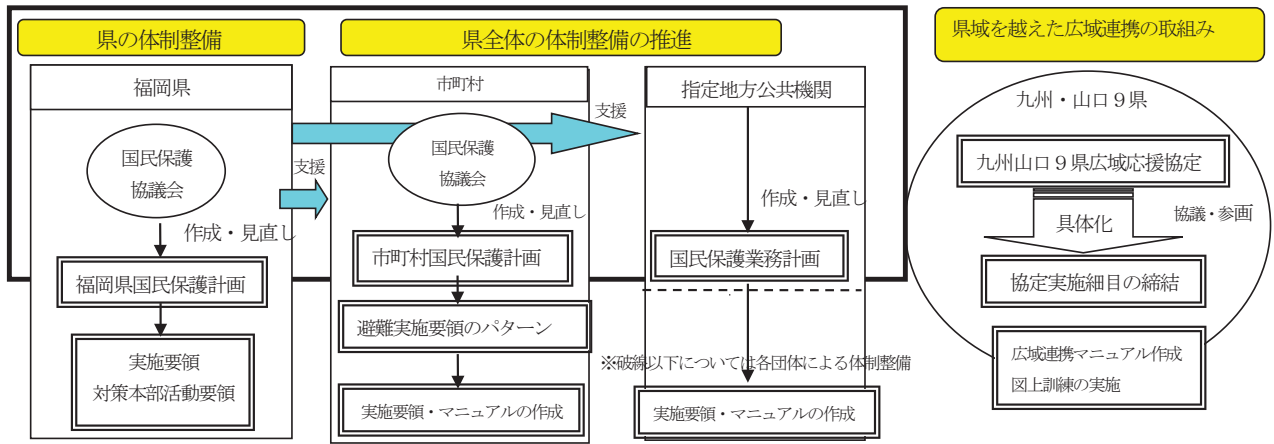 県の体制整備
県全体の体制整備の推進
県域を越えた広域連携の取組み
福岡県
国民保護
協議会
作成・見直し
福岡県国民保護計画
実施要領
対策本部活動要領
支援
市町村
国民保護
協議会
作成・見直し
市町村国民保護計画
避難実施要領のパターン
実施要領・マニュアルの作成
支援
指定地方公共機関
作成・見直し
国民保護業務計画
※破線以下については各団体による体制整備
実施要領・マニュアルの作成
九州・山口９県
九州山口９県広域応援協定
具体化
協議・参画
協定実施細目の締結
広域連携マニュアル作成
図上訓練の実施